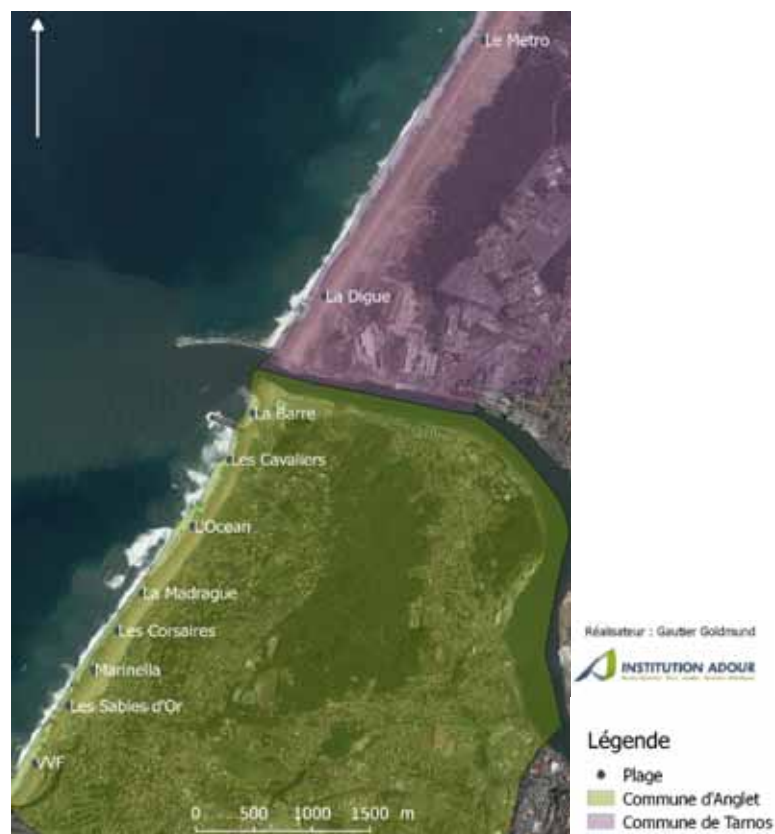 Le Metro
La Digue
La Barre
Les Cavaliers
L'Ocean
La Madrague
Les Corsaires
Marinella
Les Sables d'Or
VVF
0 500 1000 1500 m
Réalisateur : Gautier Goldmund
INSTITUTION ADOUR
Légende
Plage
Commune d'Anglet
Commune de Tarnos